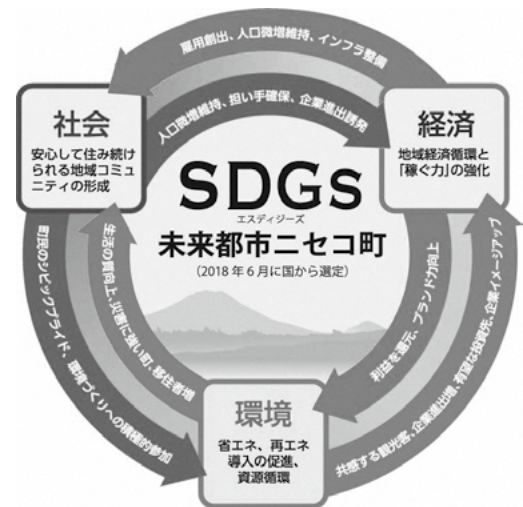 雇用創出、人口微増維持、インフラ整備
人口微増維持、担い手確保、企業進出誘発
社会
安心して住み続け
られる地域コミュ
ニティの形成
経済
地域経済循環と
「稼ぐ力」の強化
SDGs
エスディジーズ
未来都市ニセコ町
(2018年6月に国から選定)
町民のシビックプライド、環境づくりへの積極的参加
生活の質向上、災害に強い町、移住者増
利益を還元、ブランド力向上
共感する観光客、企業進出増、有望な投資先、企業イメージアップ
環境
省エネ、再エネ
導入の促進、
資源循環